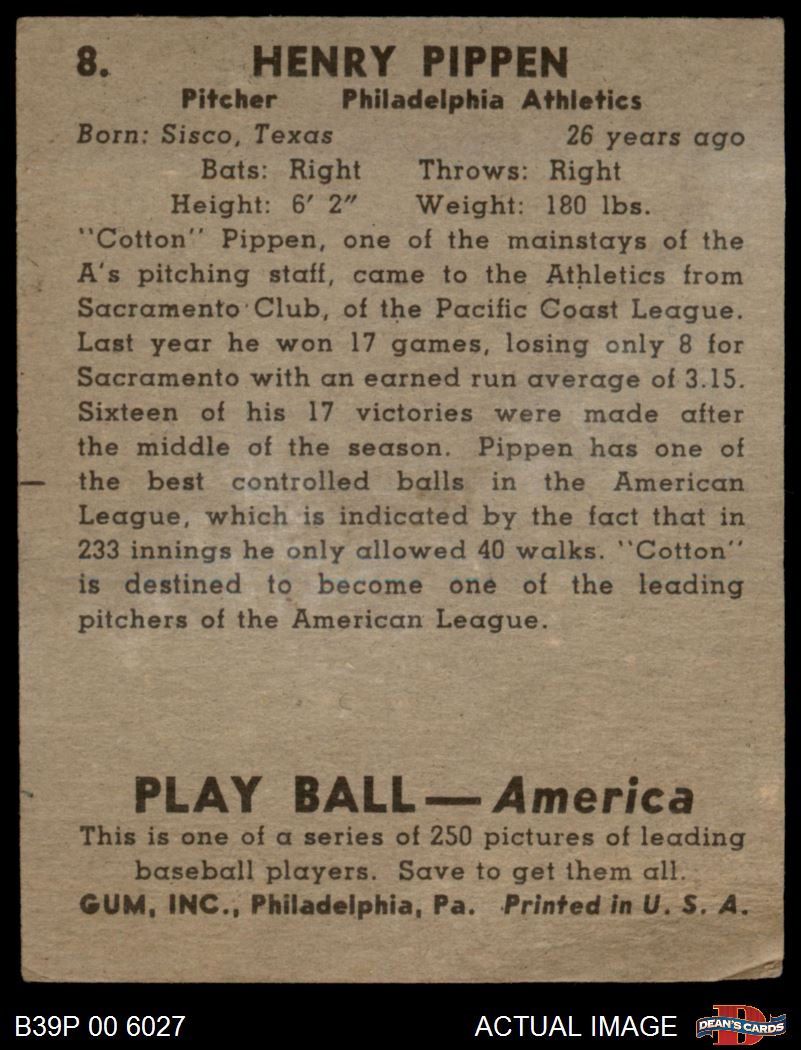 8. HENRY PIPPEN
Pitcher Philadelphia Athletics
Born: Sisco, Texas 26 years ago
Bats: Right Throws: Right
Height: 6' 2" Weight: 180 lbs.
"Cotton" Pippen, one of the mainstays of the
A's pitching staff, came to the Athletics from
Sacramento Club, of the Pacific Coast League.
Last year he won 17 games, losing only 8 for
Sacramento with an earned run average of 3.15.
Sixteen of his 17 victories were made after
the middle of the season. Pippen has one of
the best controlled balls in the American
League, which is indicated by the fact that in
233 innings he only allowed 40 walks. "Cotton"
is destined to become one of the leading
pitchers of the American League.
PLAY BALL—America
This is one of a series of 250 pictures of leading
baseball players. Save to get them all.
GUM, INC., Philadelphia, Pa. Printed in U. S. A.
B39P 00 6027 ACTUAL IMAGE D DEAN'S CARDS